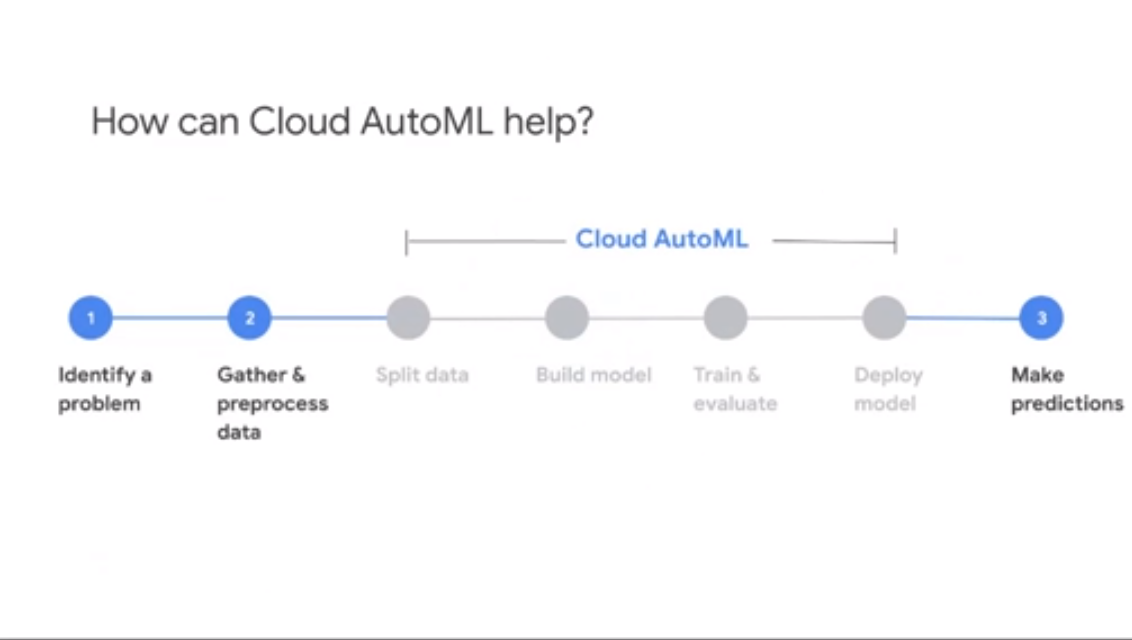 How can Cloud AutoML help?
Cloud AutoML
1
2
3
Identify a
problem
Gather &
preprocess
data
Split data
Build model
Train &
evaluate
Deploy
model
Make
predictions